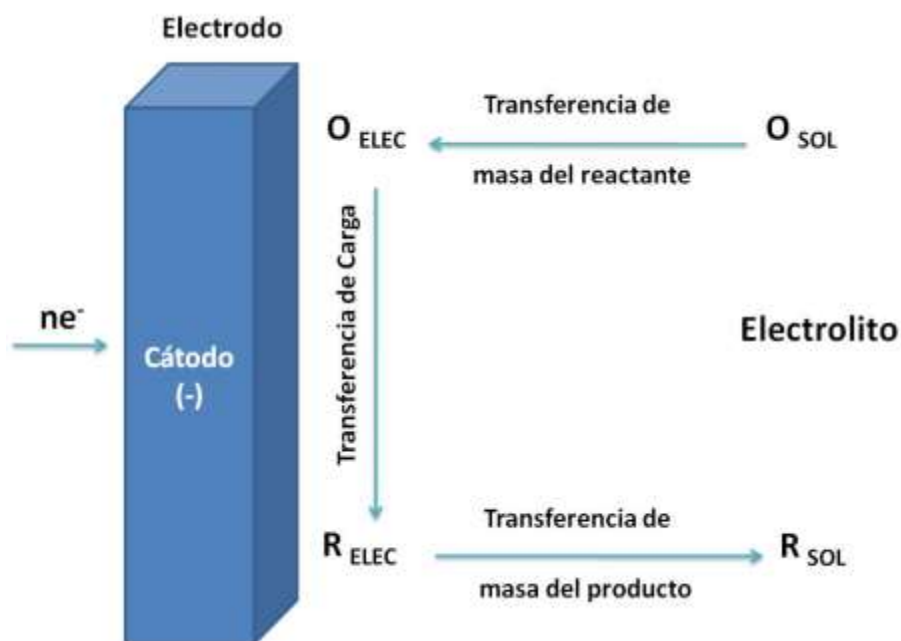 Electrodo
O ELEC
Transferencia de
masa del reactante
O SOL
Transferencia de Carga
ne-
Cátodo
(-)
Electrolito
R ELEC
Transferencia de
masa del producto
R SOL